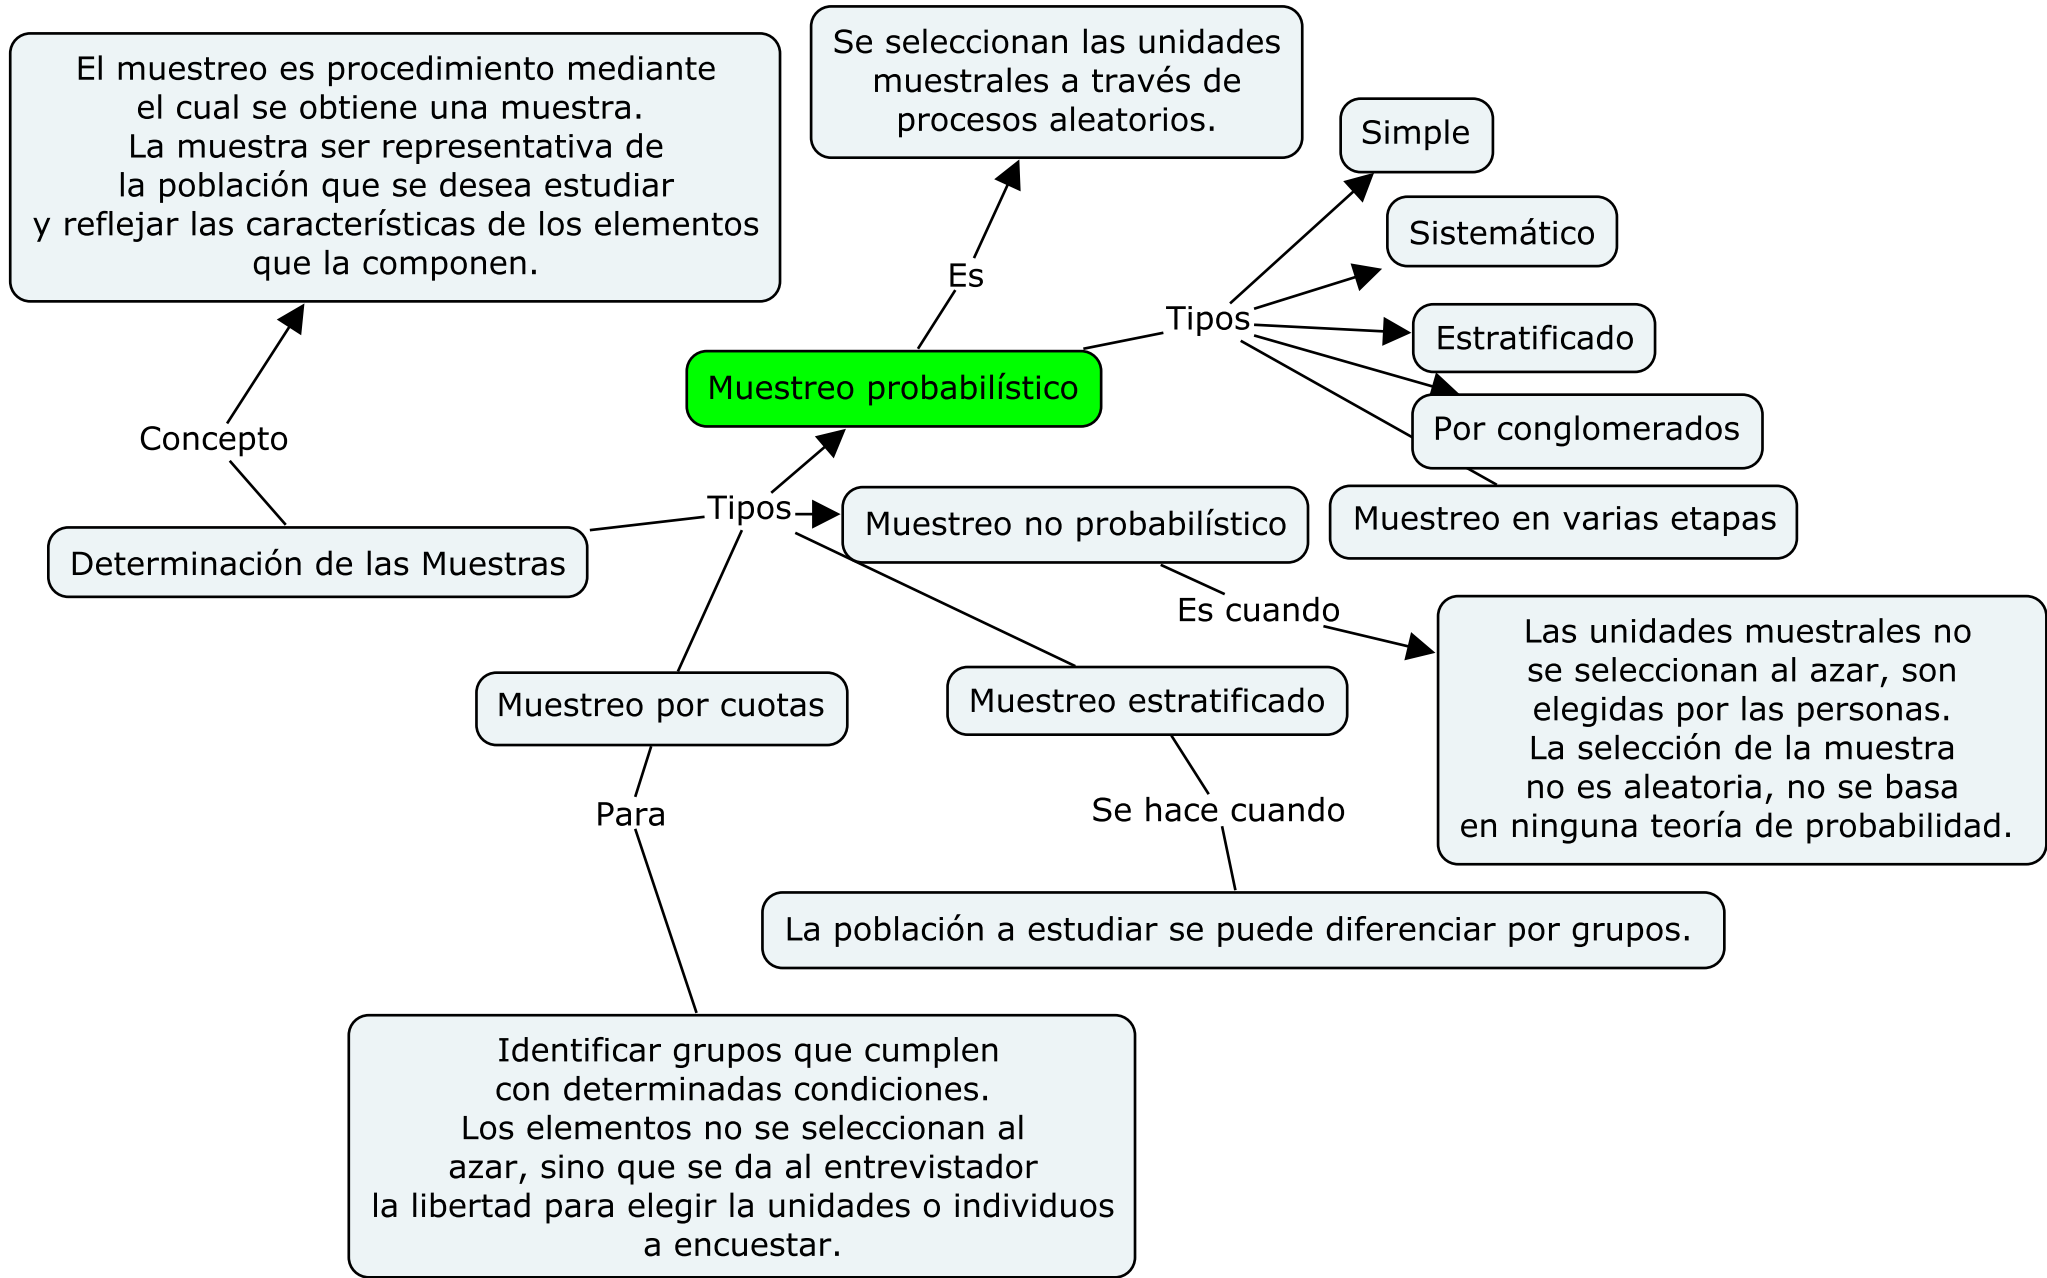 El muestreo es procedimiento mediante
el cual se obtiene una muestra.
La muestra ser representativa de
la población que se desea estudiar
y reflejar las características de los elementos
que la componen.
Se seleccionan las unidades
muestrales a través de
procesos aleatorios.
Simple
Sistemático
Es
Tipos
Estratificado
Muestreo probabilístico
Por conglomerados
Concepto
Tipos
Muestreo no probabilístico
Muestreo en varias etapas
Determinación de las Muestras
Es cuando
Las unidades muestrales no
se seleccionan al azar, son
elegidas por las personas.
La selección de la muestra
no es aleatoria, no se basa
en ninguna teoría de probabilidad.
Muestreo por cuotas
Muestreo estratificado
Para
Se hace cuando
La población a estudiar se puede diferenciar por grupos.
Identificar grupos que cumplen
con determinadas condiciones.
Los elementos no se seleccionan al
azar, sino que se da al entrevistador
la libertad para elegir la unidades o individuos
a encuestar.